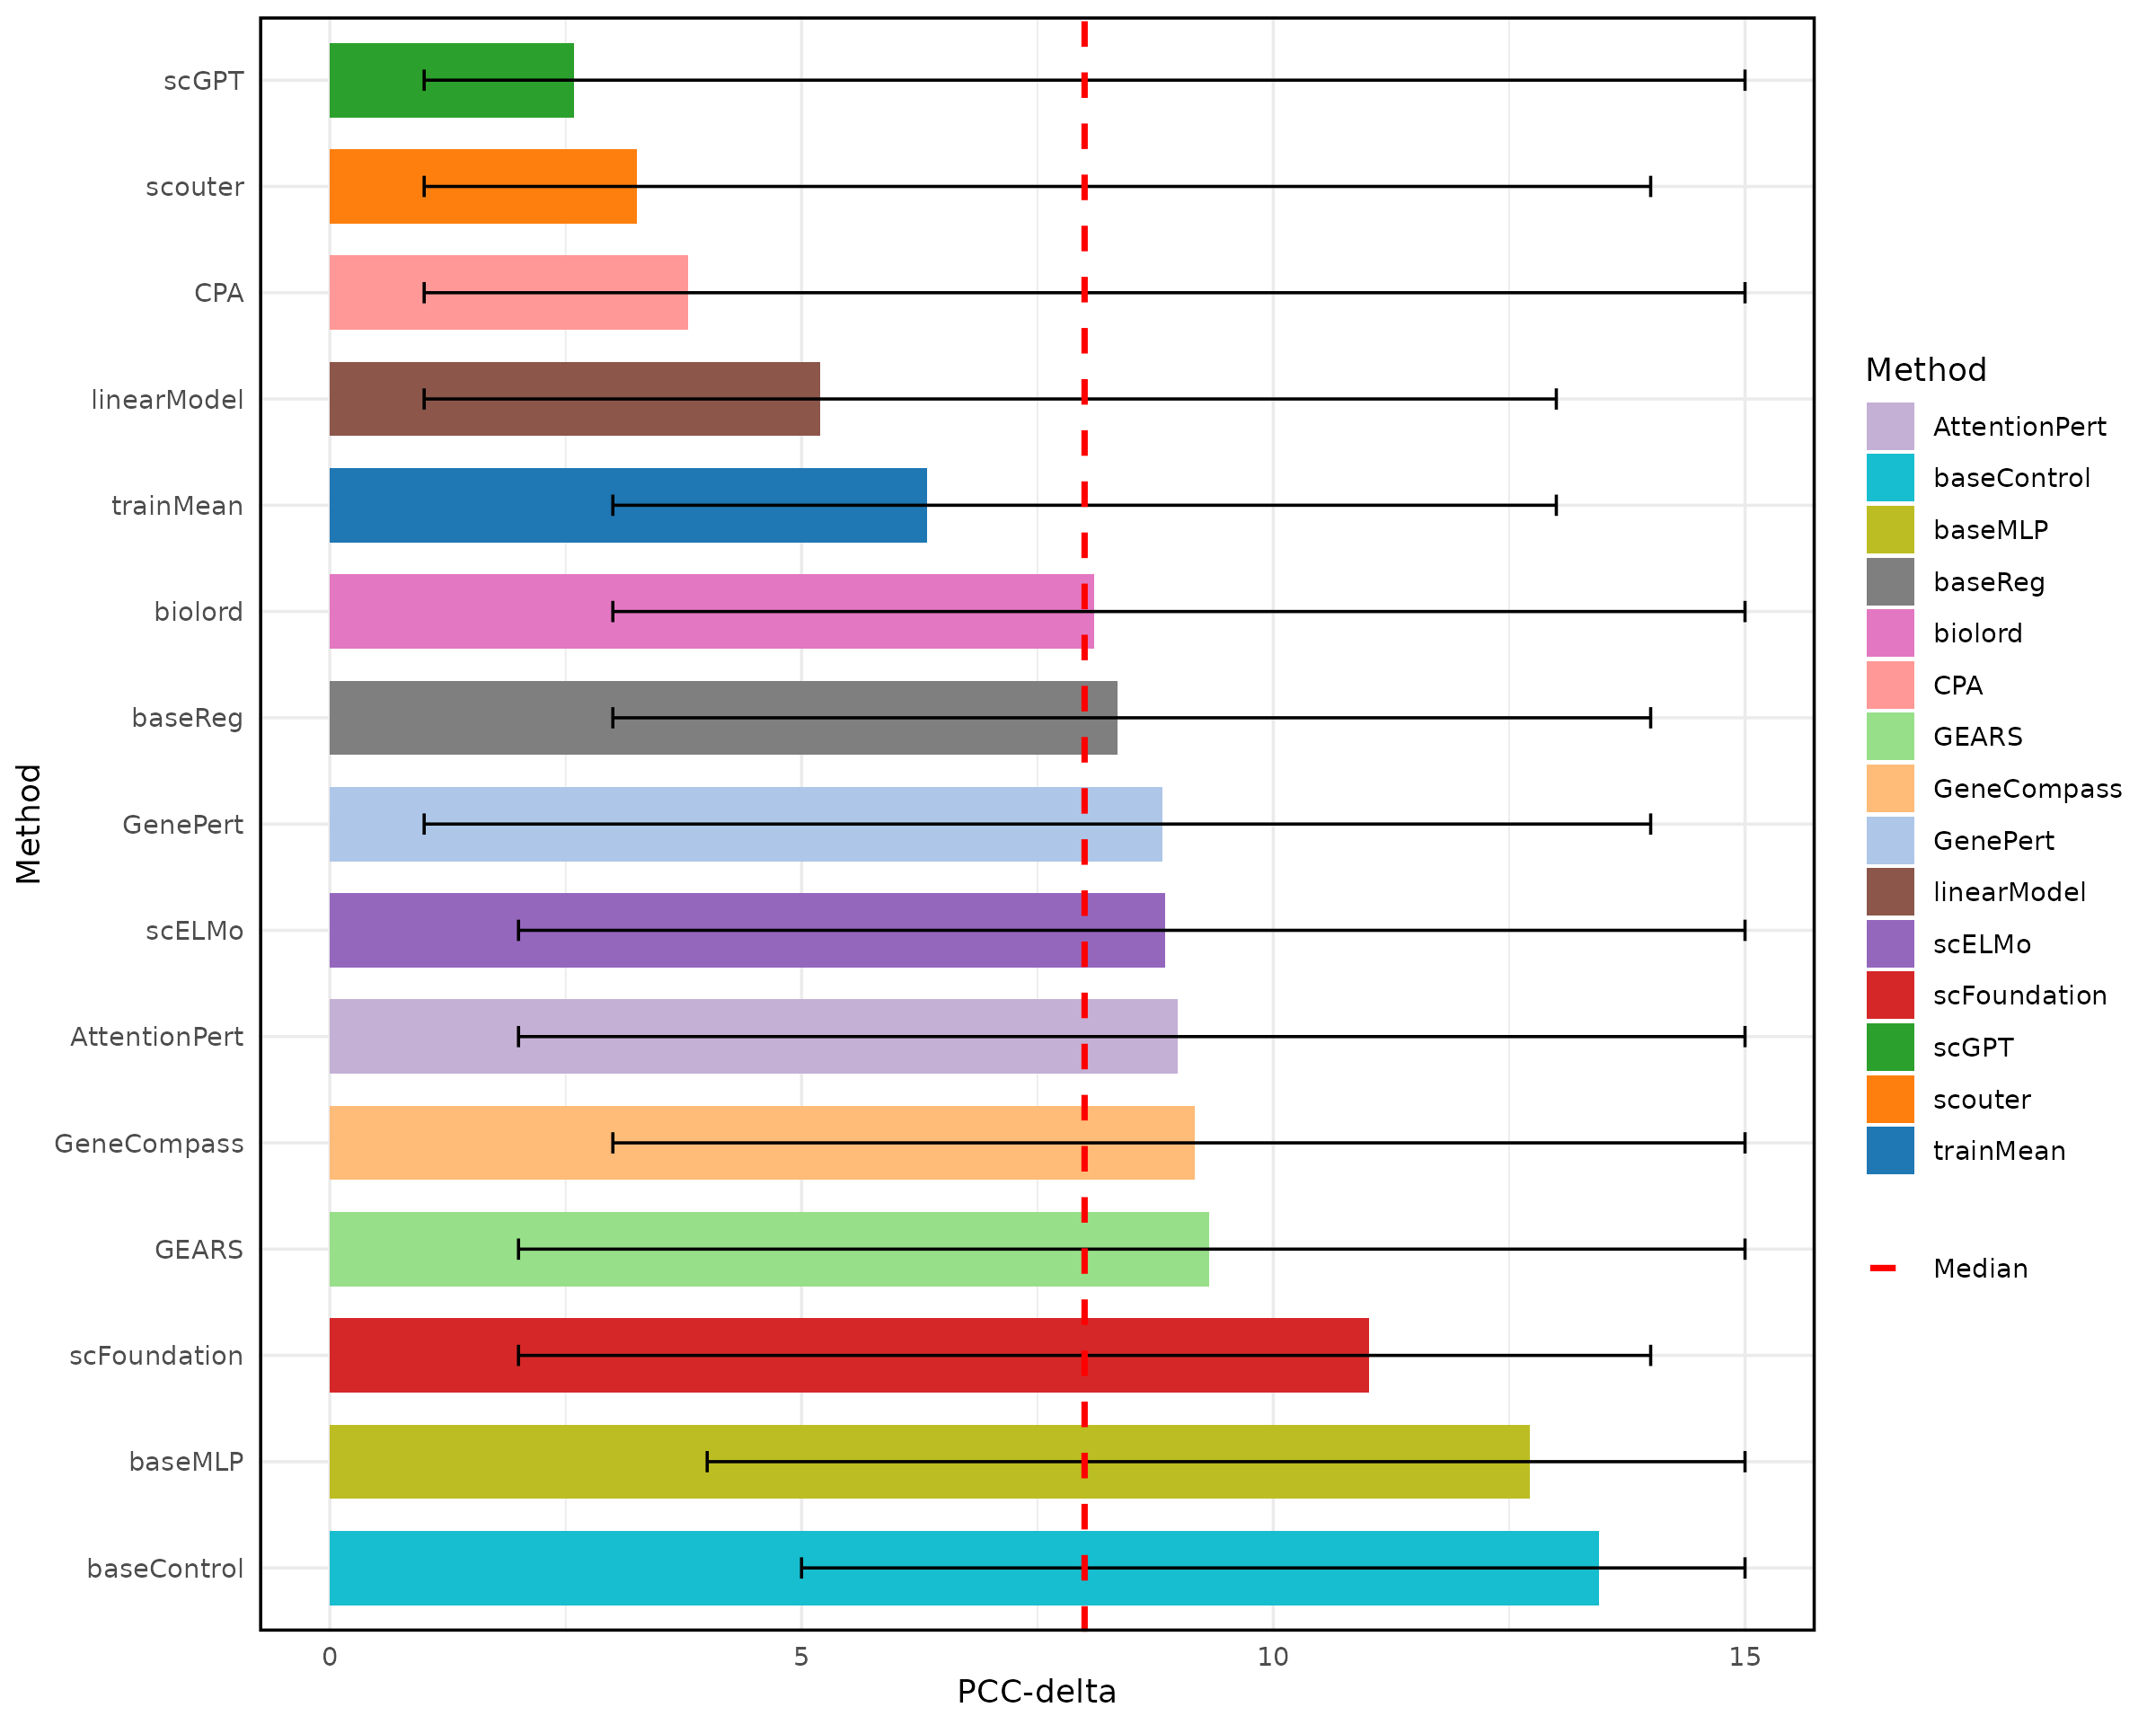 Method
scGPT
scouter
CPA
linearModel
trainMean
biolord
baseReg
GenePert
scELMo
AttentionPert
GeneCompass
GEARS
scFoundation
baseMLP
baseControl
0 5 10 15
PCC-delta
Method
AttentionPert
baseControl
baseMLP
baseReg
biolord
CPA
GEARS
GeneCompass
GenePert
linearModel
scELMo
scFoundation
scGPT
scouter
trainMean
Median